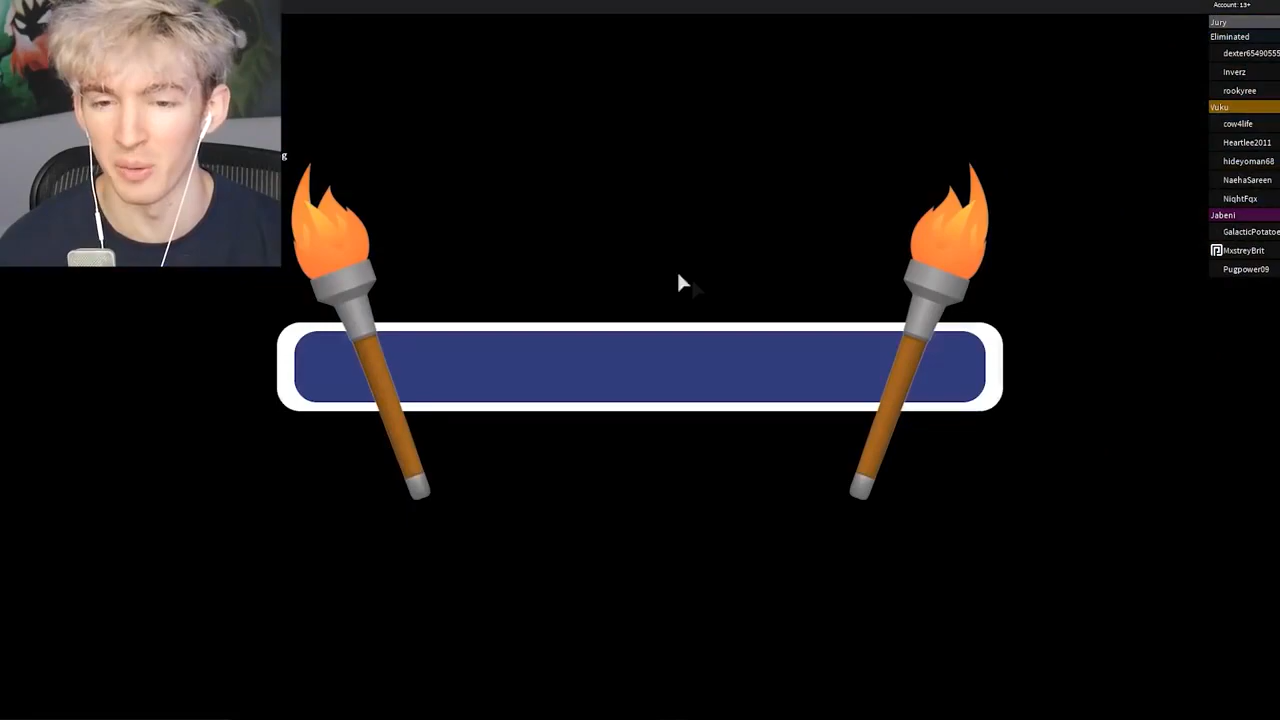 Account: 13+
Jury
Eliminated
dexter65490555
Inverz
rookyree
g
Vuku
cow4life
Heartlee2011
hideyoman68
NaehaSareen
NiqhtFqx
Jabeni
GalacticPotatoe
MxstreyBrit
Pugpower09